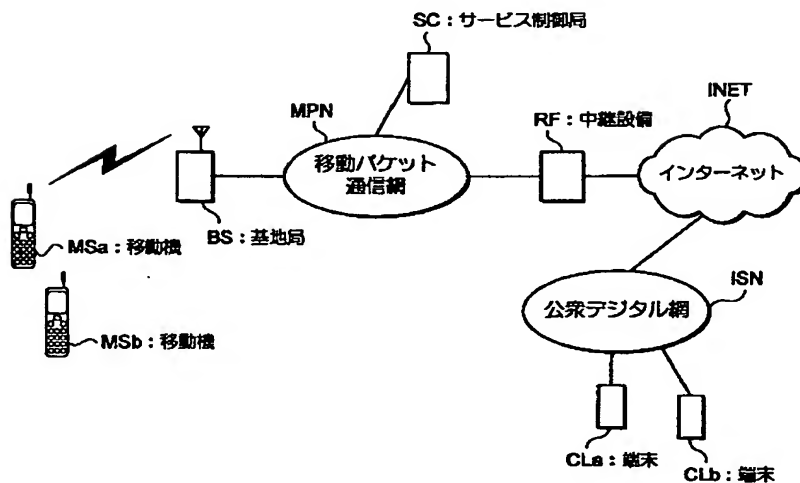 SC：サービス制御局
INET
MPN
RF：中継設備
移動パケット
通信網
インターネット
BS：基地局
MSa：移動機
ISN
公衆デジタル網
MSb：移動機
CLa：端末
CLb：端末